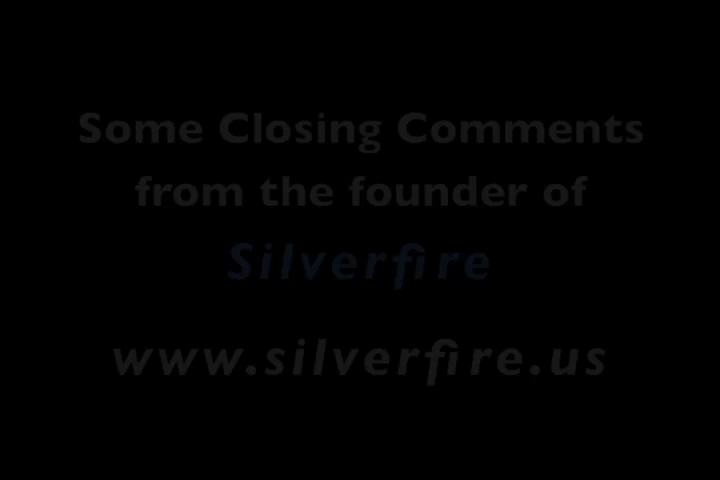 Some Closing Comments
from the founder of
Silverfire
www.silverfire.us